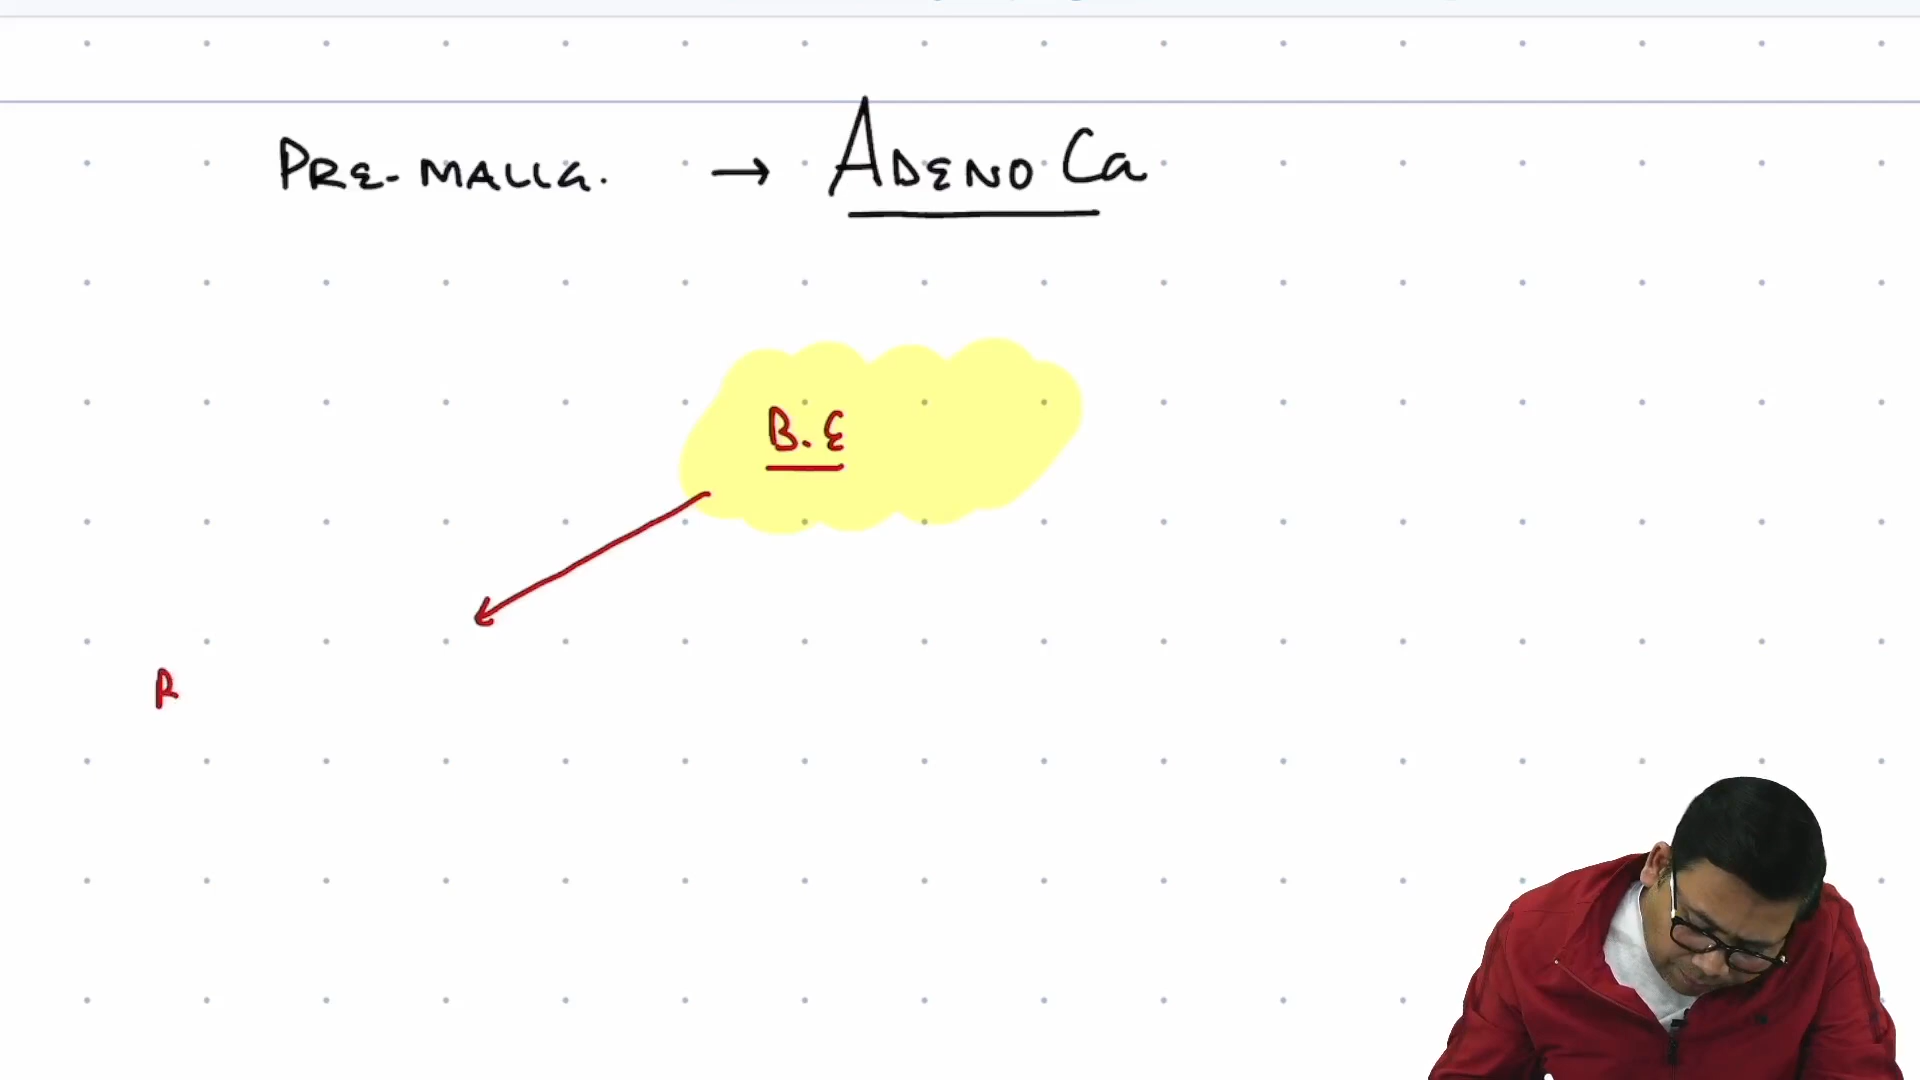 PRE-MALIG. → ADENO Ca
B.E
R